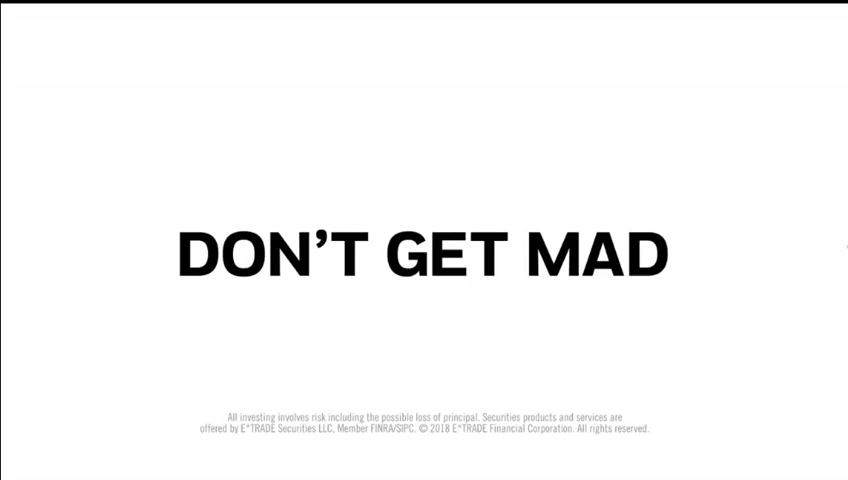 DON’T GET MAD
All investing involves risk including the possible loss of principal. Securities products and services are
offered by E*TRADE Securities LLC, Member FINRA/SIPC. © 2018 E*TRADE Financial Corporation. All rights reserved.